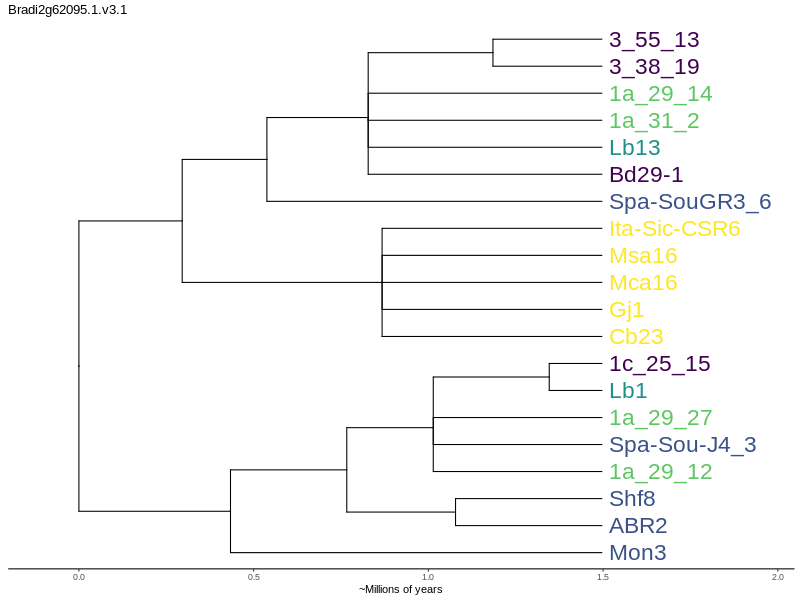 Bradi2g62095.1.v3.1
3_55_13
3_38_19
1a_29_14
1a_31_2
Lb13
Bd29-1
Spa-SouGR3_6
Ita-Sic-CSR6
Msa16
Mca16
Gj1
Cb23
1c_25_15
Lb1
1a_29_27
Spa-Sou-J4_3
1a_29_12
Shf8
ABR2
Mon3
0.0 0.5 1.0 1.5 2.0
~Millions of years